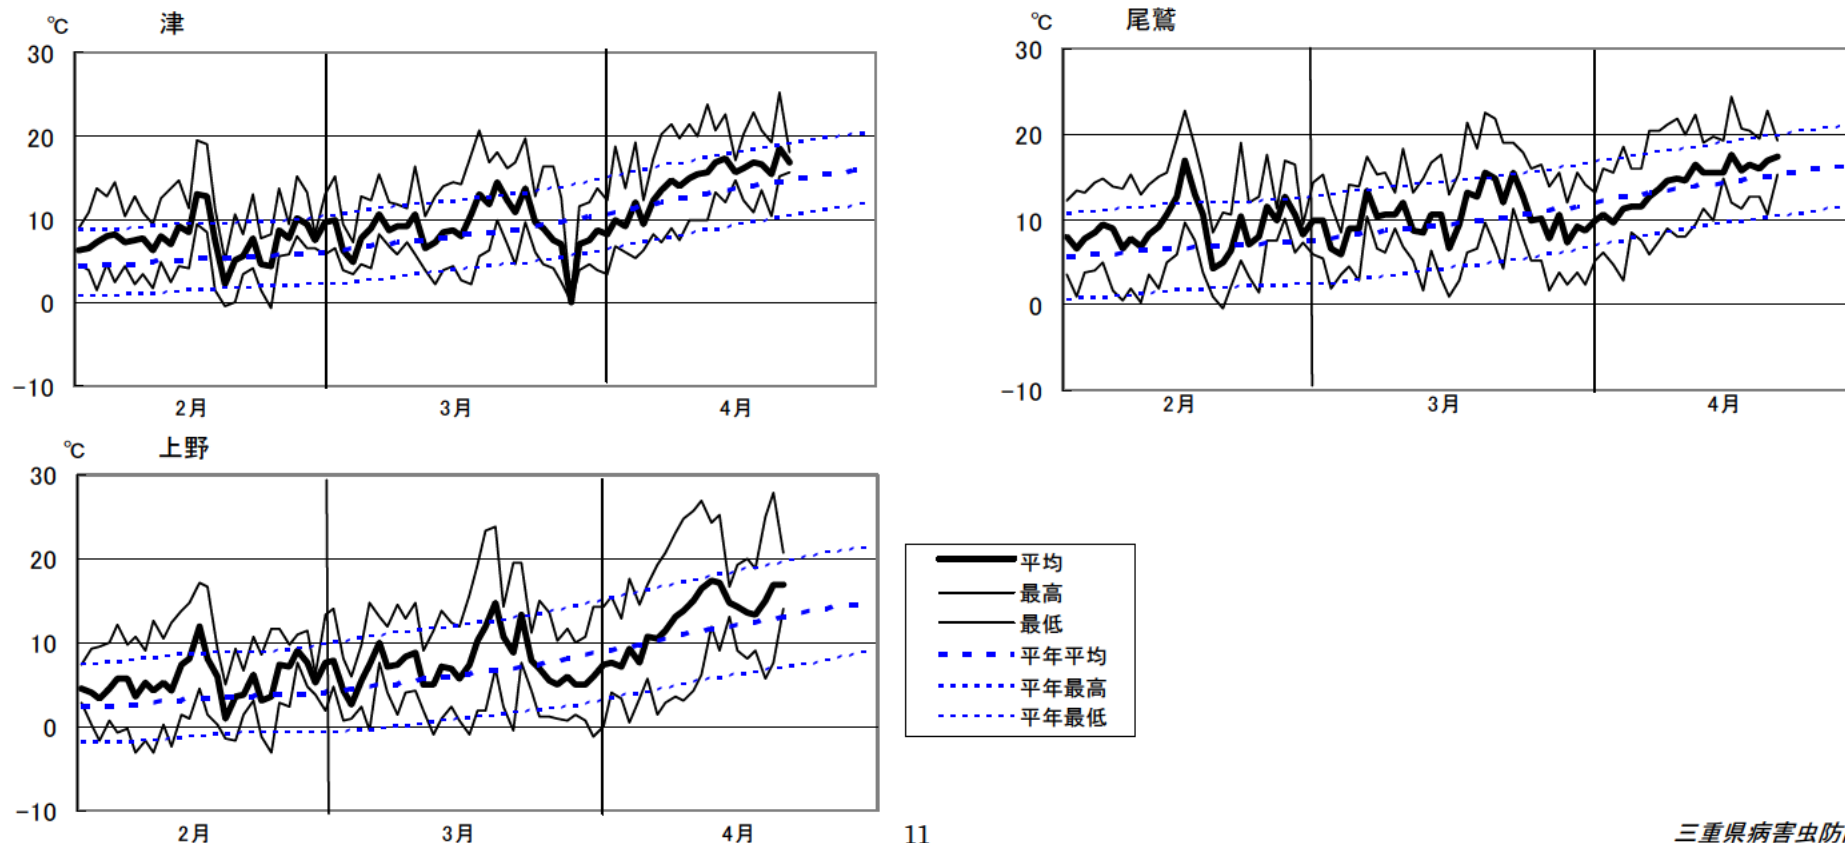 ℃ 津
30
20
10
0
-10
2月 3月 4月
℃ 尾鷲
30
20
10
0
-10
2月 3月 4月
℃ 上野
30
20
10
0
-10
2月 3月 4月
平均
最高
最低
平年平均
平年最高
平年最低
11
三重県病害虫防